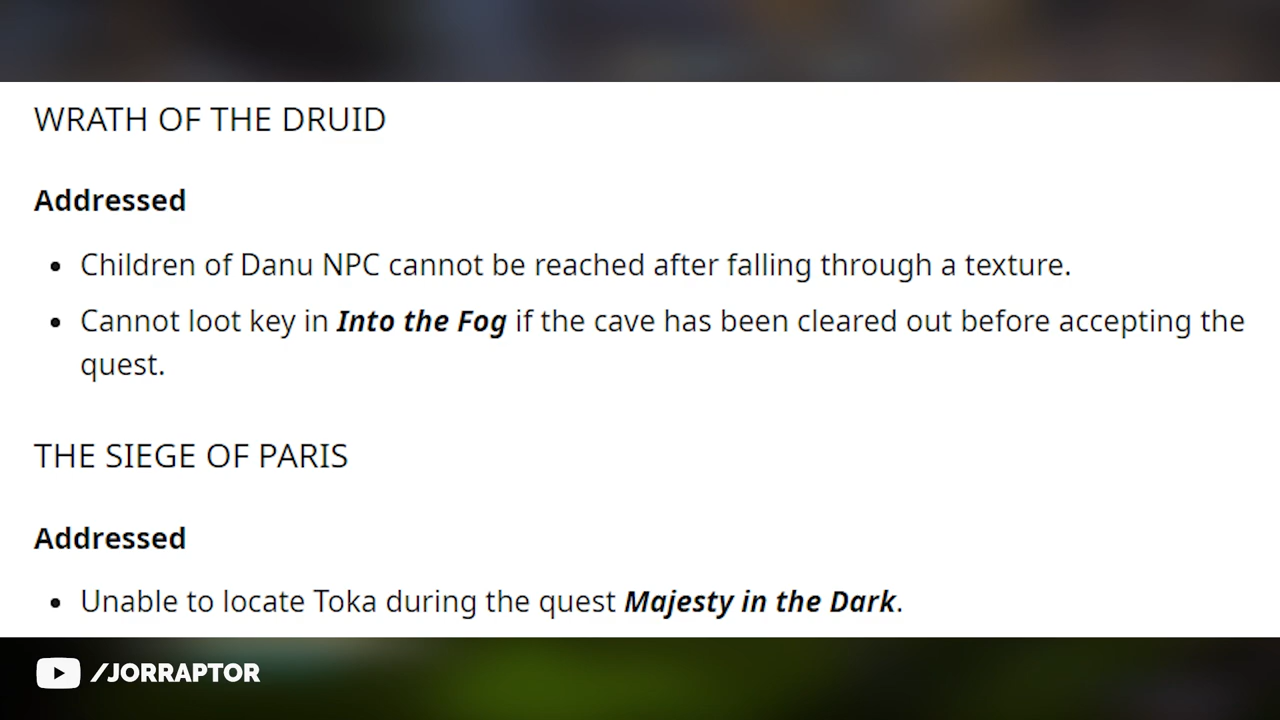 WRATH OF THE DRUID
Addressed
• Children of Danu NPC cannot be reached after falling through a texture.
• Cannot loot key in Into the Fog if the cave has been cleared out before accepting the
quest.
THE SIEGE OF PARIS
Addressed
• Unable to locate Toka during the quest Majesty in the Dark.
/JORRAPTOR